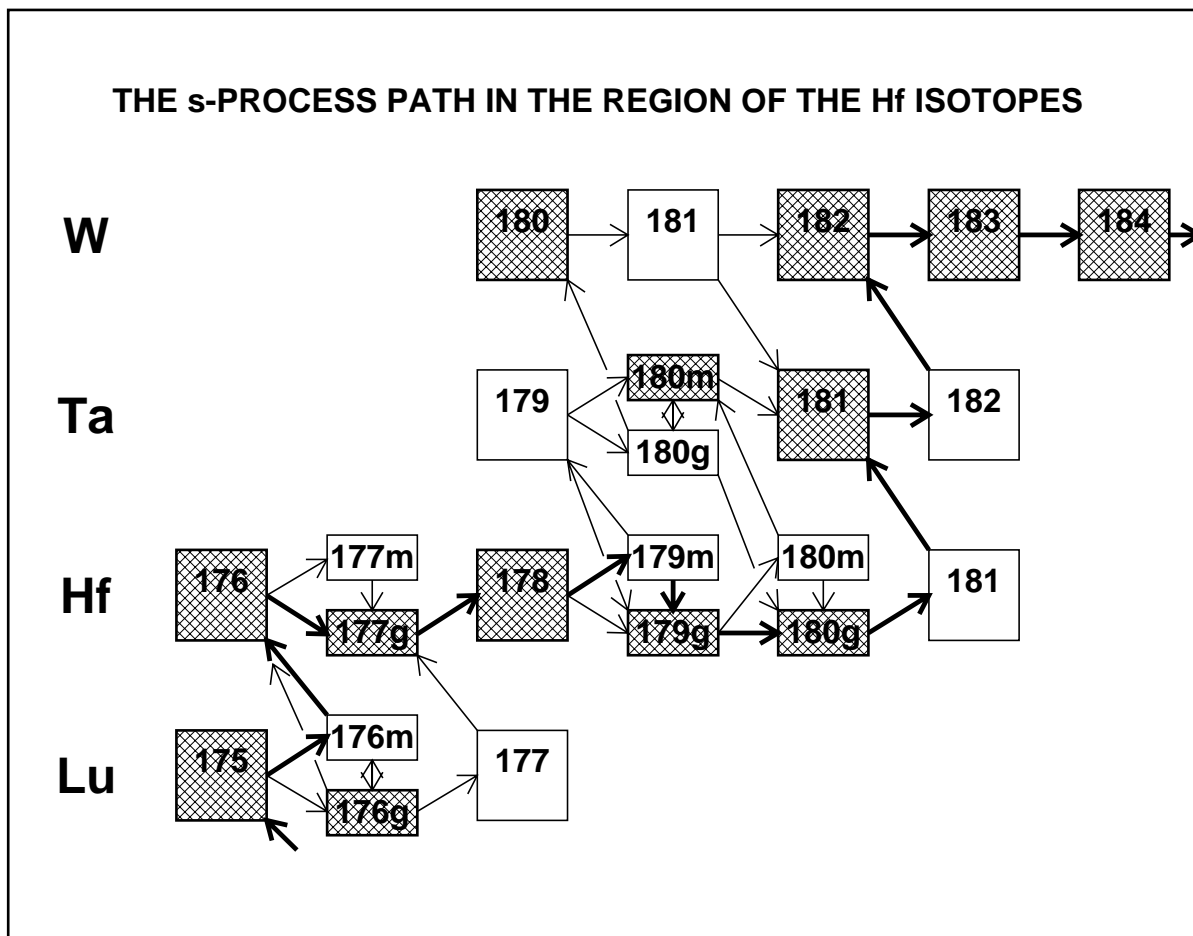 THE s-PROCESS PATH IN THE REGION OF THE Hf ISOTOPES
W 180 181 182 183 184
180m
Ta 179 181 182
180g
177m 179m 180m
Hf 176 178 181
177g 179g 180g
176m
Lu 175 177
176g